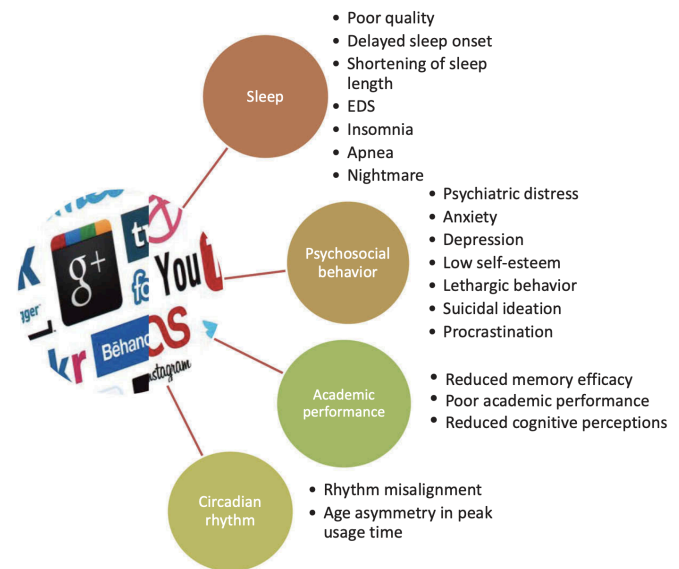 • Poor quality
• Delayed sleep onset
• Shortening of sleep
length
• EDS
• Insomnia
• Apnea
• Nightmare
Sleep
• Psychiatric distress
• Anxiety
• Depression
• Low self-esteem
• Lethargic behavior
• Suicidal ideation
• Procrastination
Psychosocial
behavior
g+
You
Behanc
stagram
• Reduced memory efficacy
• Poor academic performance
• Reduced cognitive perceptions
Academic
performance
• Rhythm misalignment
• Age asymmetry in peak
usage time
Circadian
rhythm